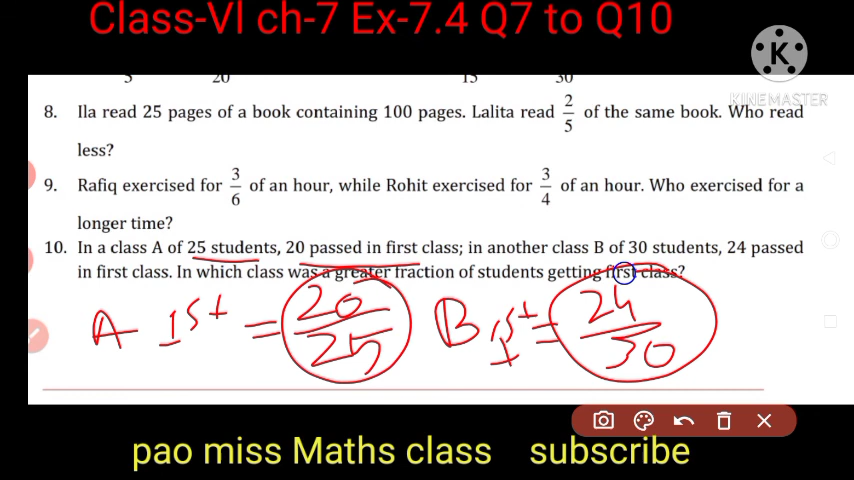 Class-VI ch-7 Ex-7.4 Q7 to Q10
KINEMASTER
5 20 15 30
8. Ila read 25 pages of a book containing 100 pages. Lalita read 2/5 of the same book. Who read
less?
9. Rafiq exercised for 3/6 of an hour, while Rohit exercised for 3/4 of an hour. Who exercised for a
longer time?
10. In a class A of 25 students, 20 passed in first class; in another class B of 30 students, 24 passed
in first class. In which class was a greater fraction of students getting first class?
A 1st = 20/25 B 1st = 24/30
pao miss Maths class subscribe